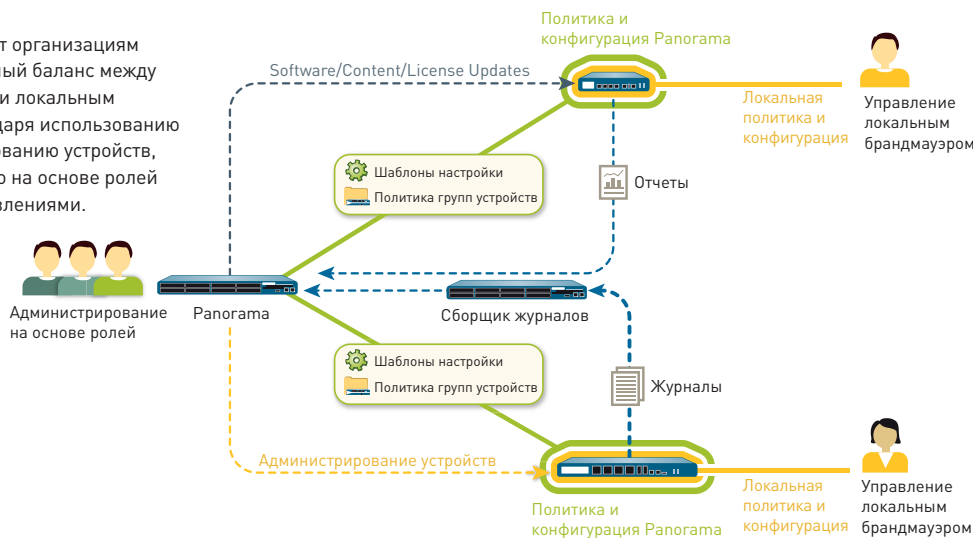 т организациям
ный баланс между
и локальным
даря использованию
ованию устройств,
о на основе ролей
влениями.
Политика и
конфигурация Panorama
Software/Content/License Updates
Локальная
политика и
конфигурация
Управление
локальным
брандмауэром
Шаблоны настройки
Политика групп устройств
Отчеты
Администрирование
на основе ролей
Panorama
Сборщик журналов
Шаблоны настройки
Политика групп устройств
Журналы
Администрирование устройств
Политика и
конфигурация Panorama
Локальная
политика и
конфигурация
Управление
локальным
брандмауэром